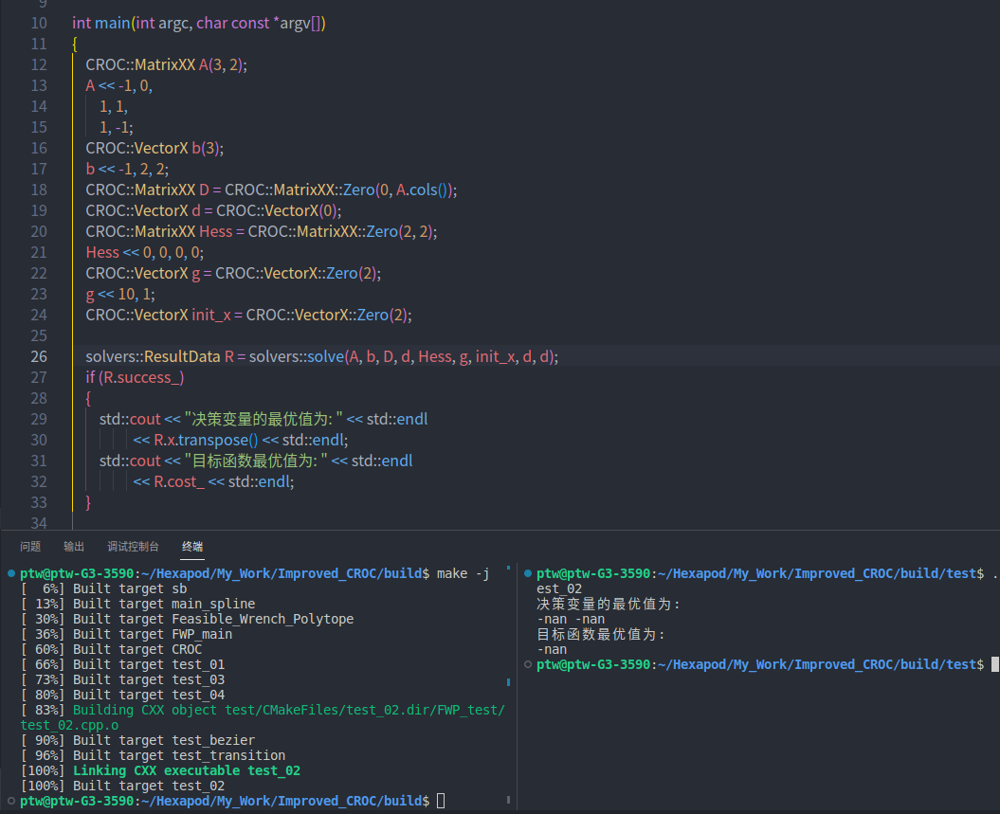 9
10 int main(int argc, char const *argv[])
11 {
12 CROC::MatrixXX A(3, 2);
13 A << -1, 0,
14 1, 1,
15 1, -1;
16 CROC::VectorX b(3);
17 b << -1, 2, 2;
18 CROC::MatrixXX D = CROC::MatrixXX::Zero(0, A.cols());
19 CROC::VectorX d = CROC::VectorX(0);
20 CROC::MatrixXX Hess = CROC::MatrixXX::Zero(2, 2);
21 Hess << 0, 0, 0, 0;
22 CROC::VectorX g = CROC::VectorX::Zero(2);
23 g << 10, 1;
24 CROC::VectorX init_x = CROC::VectorX::Zero(2);
25
26 solvers::ResultData R = solvers::solve(A, b, D, d, Hess, g, init_x, d, d);
27 if (R.success_)
28 {
29 std::cout << "决策变量的最优值为: " << std::endl
30 << R.x.transpose() << std::endl;
31 std::cout << "目标函数最优值为: " << std::endl
32 << R.cost_ << std::endl;
33 }
34
问题 输出 调试控制台 终端
ptw@ptw-G3-3590:~/Hexapod/My_Work/Improved_CROC/build$ make -j
[  6%] Built target sb
[ 13%] Built target main_spline
[ 30%] Built target Feasible_Wrench_Polytope
[ 36%] Built target FWP_main
[ 60%] Built target CROC
[ 66%] Built target test_01
[ 73%] Built target test_03
[ 80%] Built target test_04
[ 83%] Building CXX object test/CMakeFiles/test_02.dir/FWP_test/
test_02.cpp.o
[ 90%] Built target test_bezier
[ 96%] Built target test_transition
[100%] Linking CXX executable test_02
[100%] Built target test_02
ptw@ptw-G3-3590:~/Hexapod/My_Work/Improved_CROC/build$
ptw@ptw-G3-3590:~/Hexapod/My_Work/Improved_CROC/build/test$ .
est_02
决策变量的最优值为:
-nan -nan
目标函数最优值为:
-nan
ptw@ptw-G3-3590:~/Hexapod/My_Work/Improved_CROC/build/test$